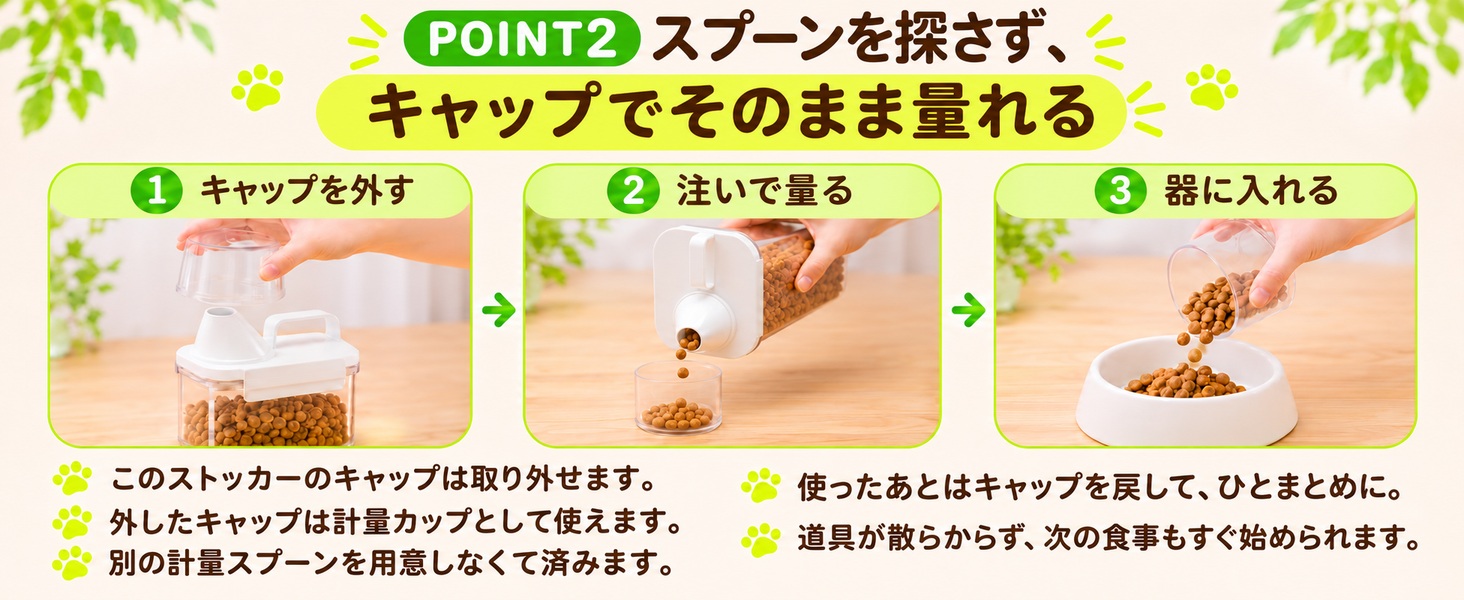 POINT2 スプーンを探さず、
キャップでそのまま量れる
1 キャップを外す
2 注いで量る
3 器に入れる
このストッカーのキャップは取り外せます。
外したキャップは計量カップとして使えます。
別の計量スプーンを用意しなくて済みます。
使ったあとはキャップを戻して、ひとまとめに。
道具が散らからず、次の食事もすぐ始められます。